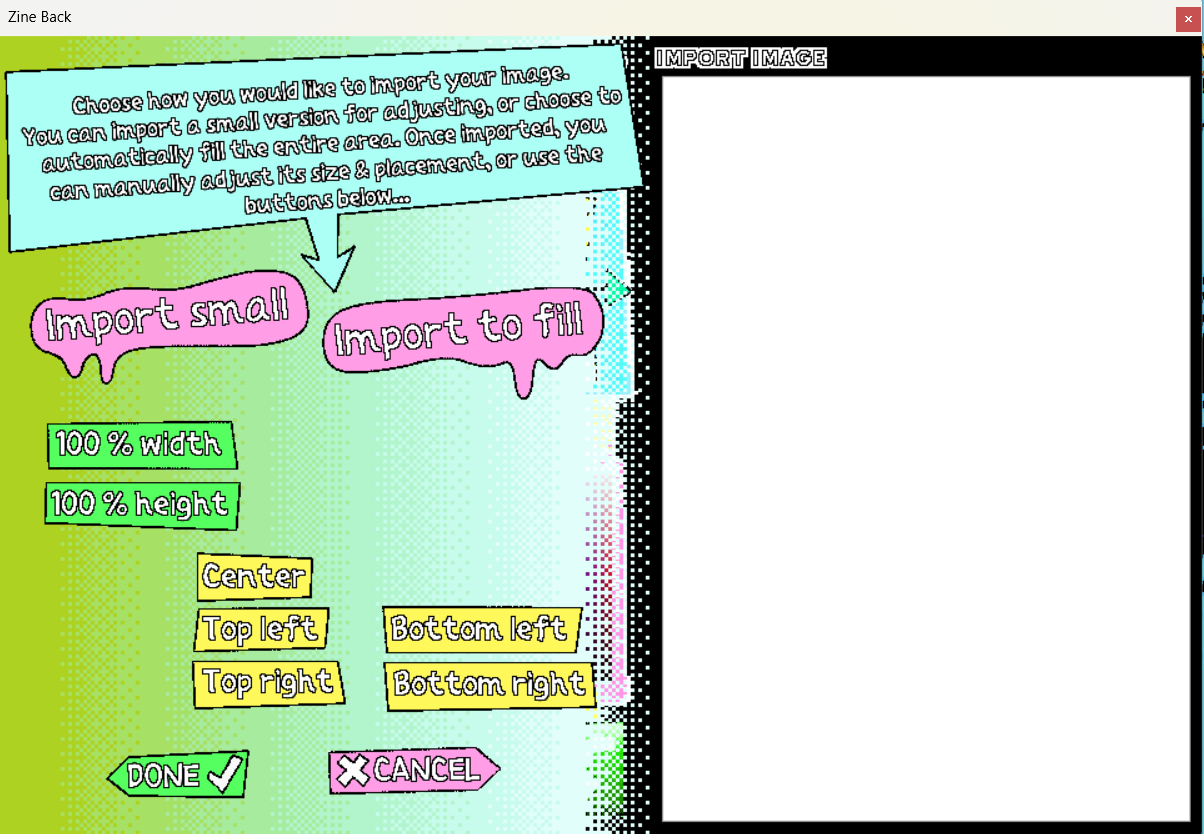 Zine Back
IMPORT IMAGE
Choose how you would like to import your image.
You can import a small version for adjusting, or choose to
automatically fill the entire area. Once imported, you
can manually adjust its size & placement, or use the
buttons below...
Import small
Import to fill
100 % width
100 % height
Center
Top left
Bottom left
Top right
Bottom right
DONE
CANCEL